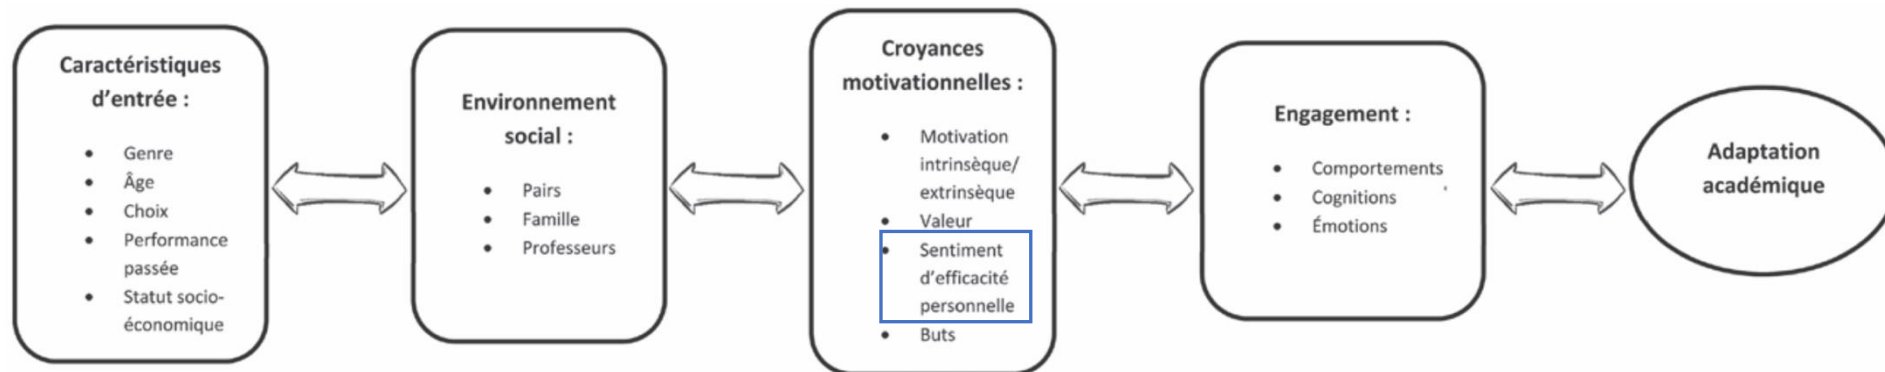 Caractéristiques
d'entrée :
• Genre
• Âge
• Choix
• Performance
passée
• Statut socio-
économique
Environnement
social :
• Pairs
• Famille
• Professeurs
Croyances
motivationnelles :
• Motivation
intrinsèque/
extrinsèque
• Valeur
• Sentiment
d'efficacité
personnelle
• Buts
Engagement :
• Comportements
• Cognitions
• Émotions
Adaptation
académique